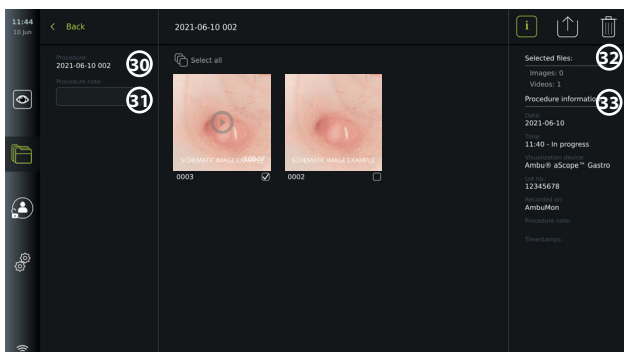 11:44
10 Jun
Back
2021-06-10 002
i
Procedure:
2021-06-10 002
30
Procedure note:
31
Select all
SCHEMATIC IMAGE EXAMPLE
0003
SCHEMATIC IMAGE EXAMPLE
0002
Selected files:
32
Images: 0
Videos: 1
Procedure information
33
Date:
2021-06-10
Time:
11:40 - In progress
Visualization device:
Ambu® aScope™ Gastro
Lot no.:
12345678
Recorded on:
AmbuMon
Procedure note:
Timestamps: